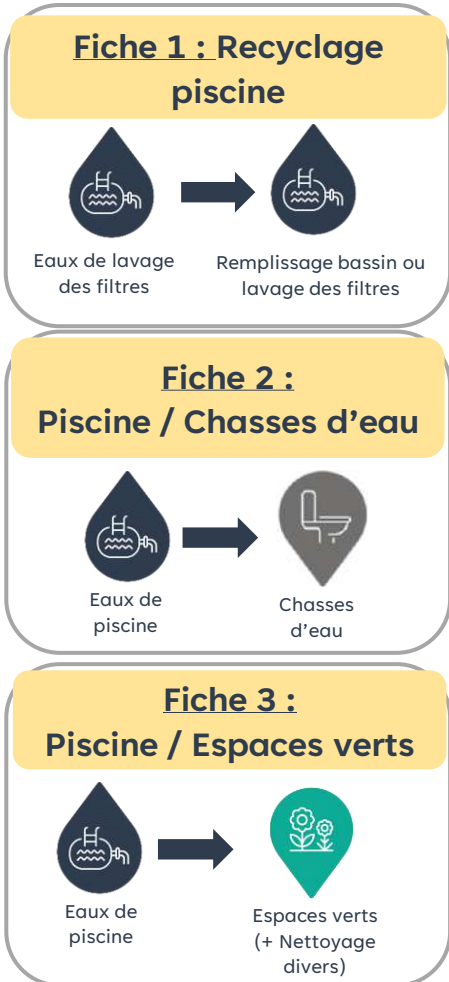 Fiche 1 : Recyclage
piscine
Eaux de lavage
des filtres
Remplissage bassin ou
lavage des filtres
Fiche 2 :
Piscine / Chasses d’eau
Eaux de
piscine
Chasses
d’eau
Fiche 3 :
Piscine / Espaces verts
Eaux de
piscine
Espaces verts
(+ Nettoyage
divers)